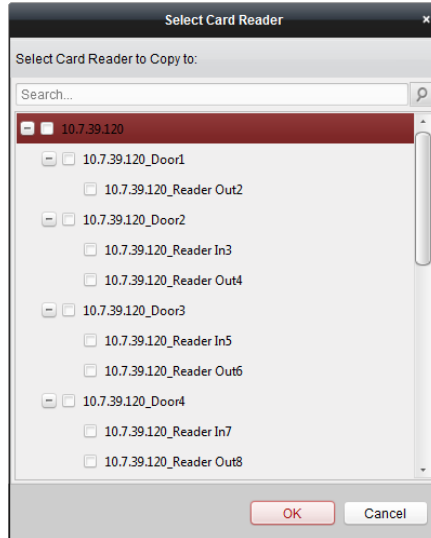 Select Card Reader
Select Card Reader to Copy to:
Search...
10.7.39.120
10.7.39.120_Door1
10.7.39.120_Reader Out2
10.7.39.120_Door2
10.7.39.120_Reader In3
10.7.39.120_Reader Out4
10.7.39.120_Door3
10.7.39.120_Reader In5
10.7.39.120_Reader Out6
10.7.39.120_Door4
10.7.39.120_Reader In7
10.7.39.120_Reader Out8
OK Cancel